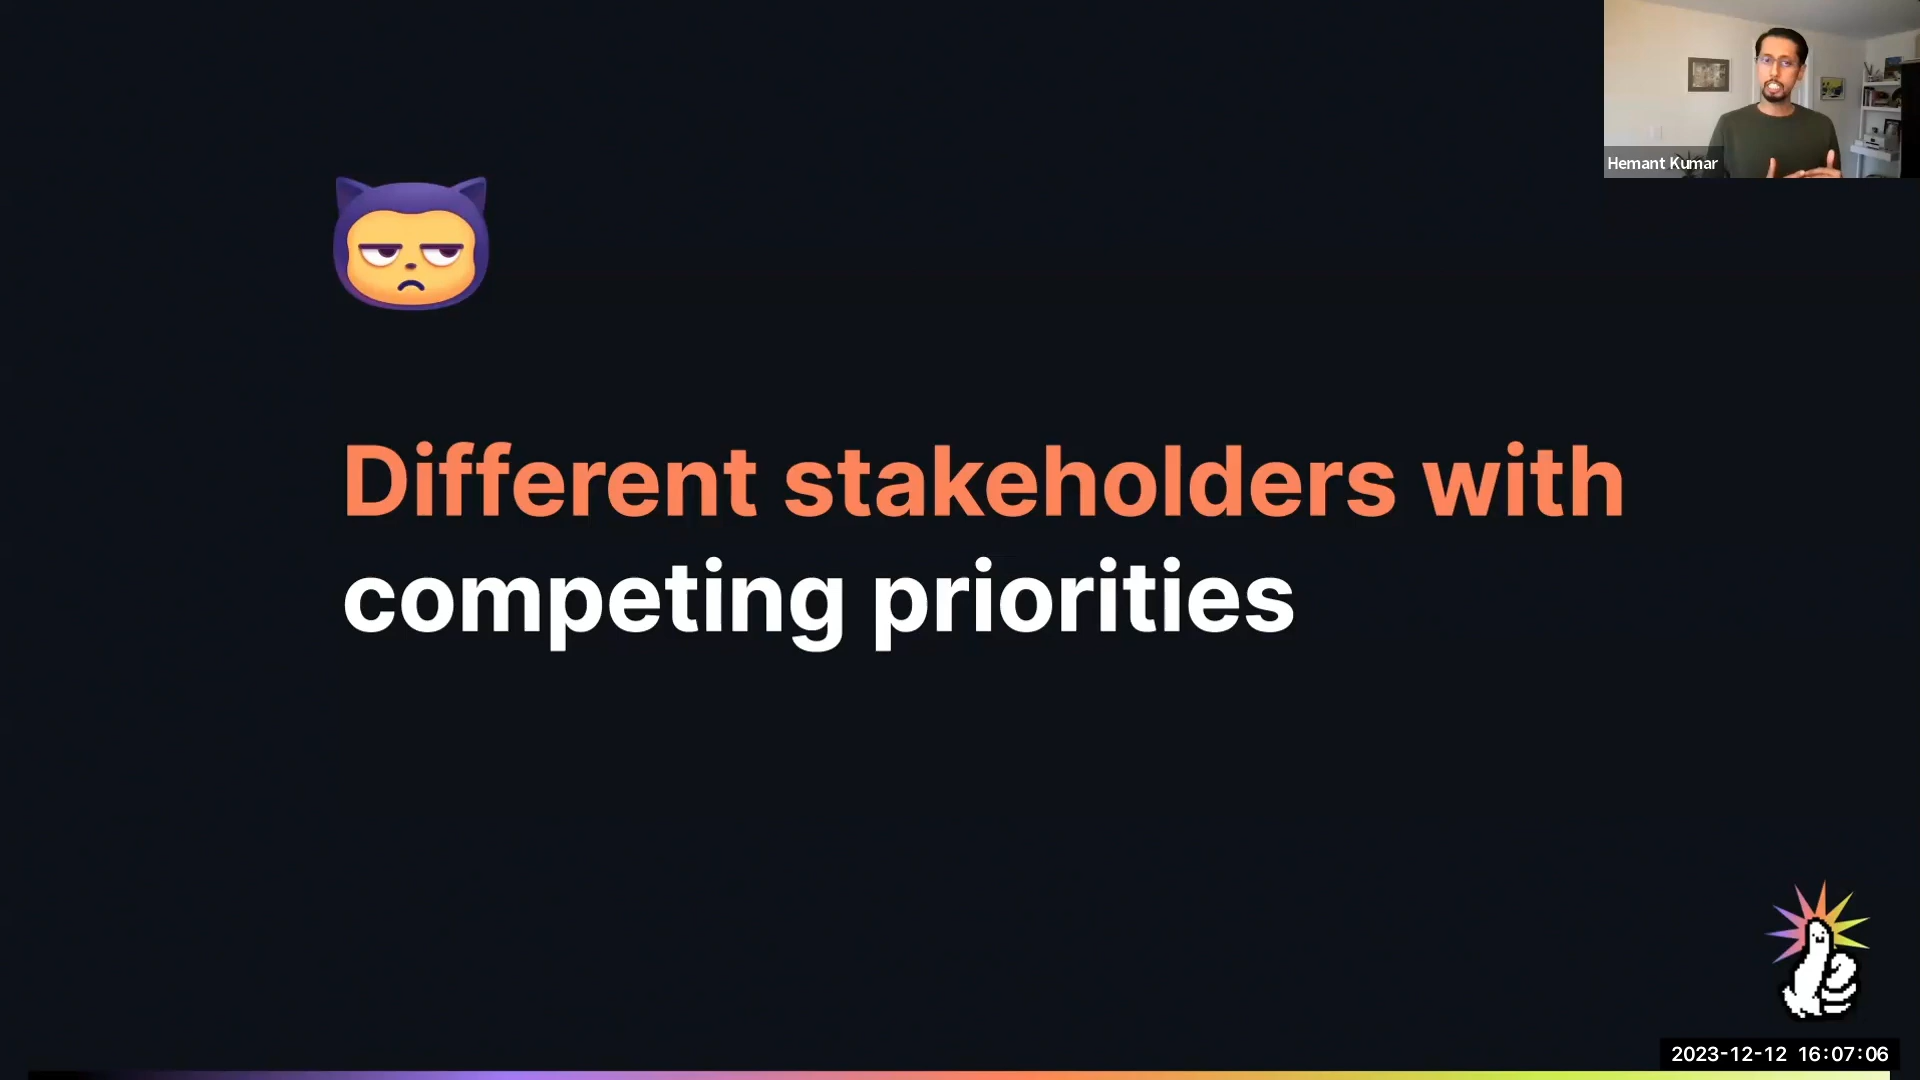 Hemant Kumar
Different stakeholders with
competing priorities
2023-12-12 16:07:06